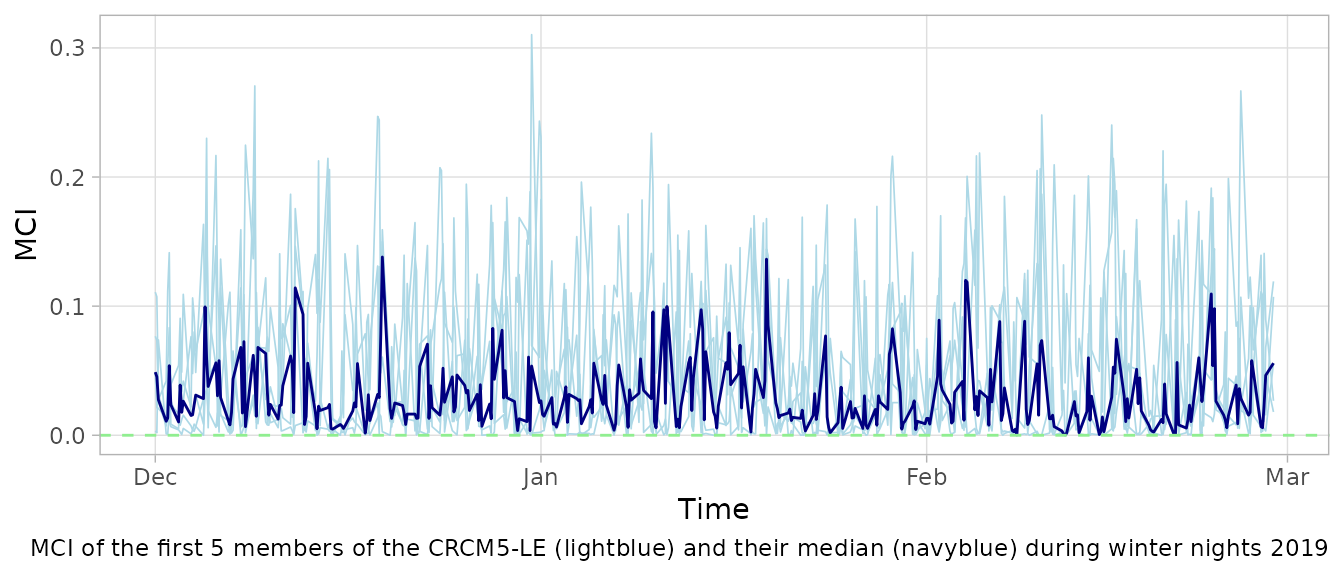 0.3
0.2
0.1
0.0
MCI
Dec Jan Feb Mar
Time
MCI of the first 5 members of the CRCM5-LE (lightblue) and their median (navyblue) during winter nights 2019